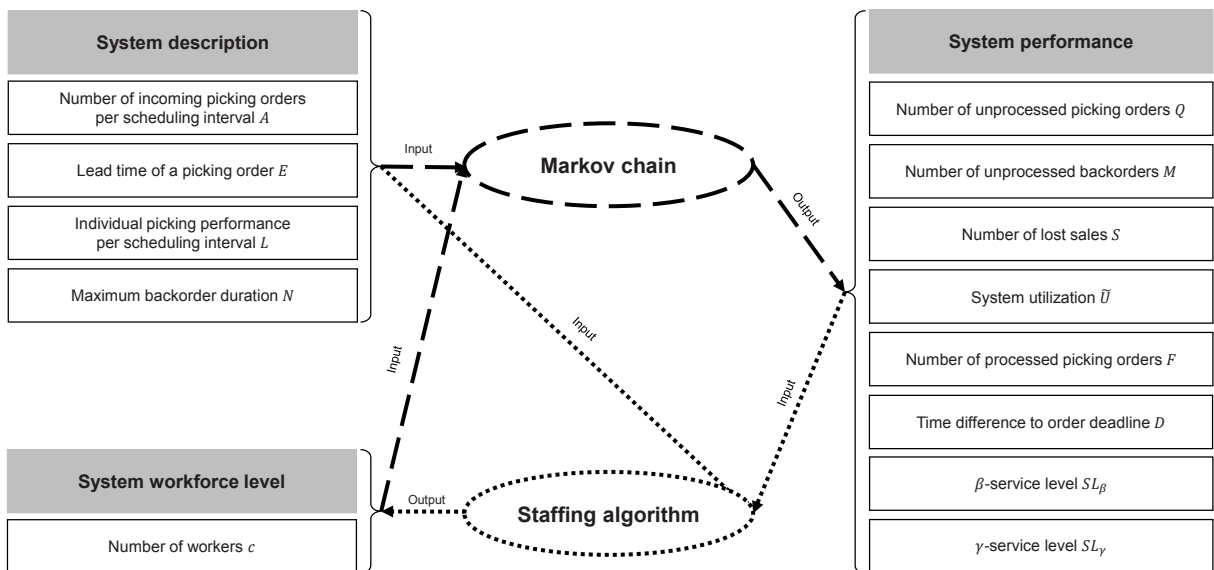 System description
Number of incoming picking orders
per scheduling interval A
Lead time of a picking order E
Individual picking performance
per scheduling interval L
Maximum backorder duration N
System workforce level
Number of workers c
Input
Markov chain
Output
Input
Input
Input
Output
Staffing algorithm
System performance
Number of unprocessed picking orders Q
Number of unprocessed backorders M
Number of lost sales S
System utilization Ũ
Number of processed picking orders F
Time difference to order deadline D
β-service level SLβ
γ-service level SLγ